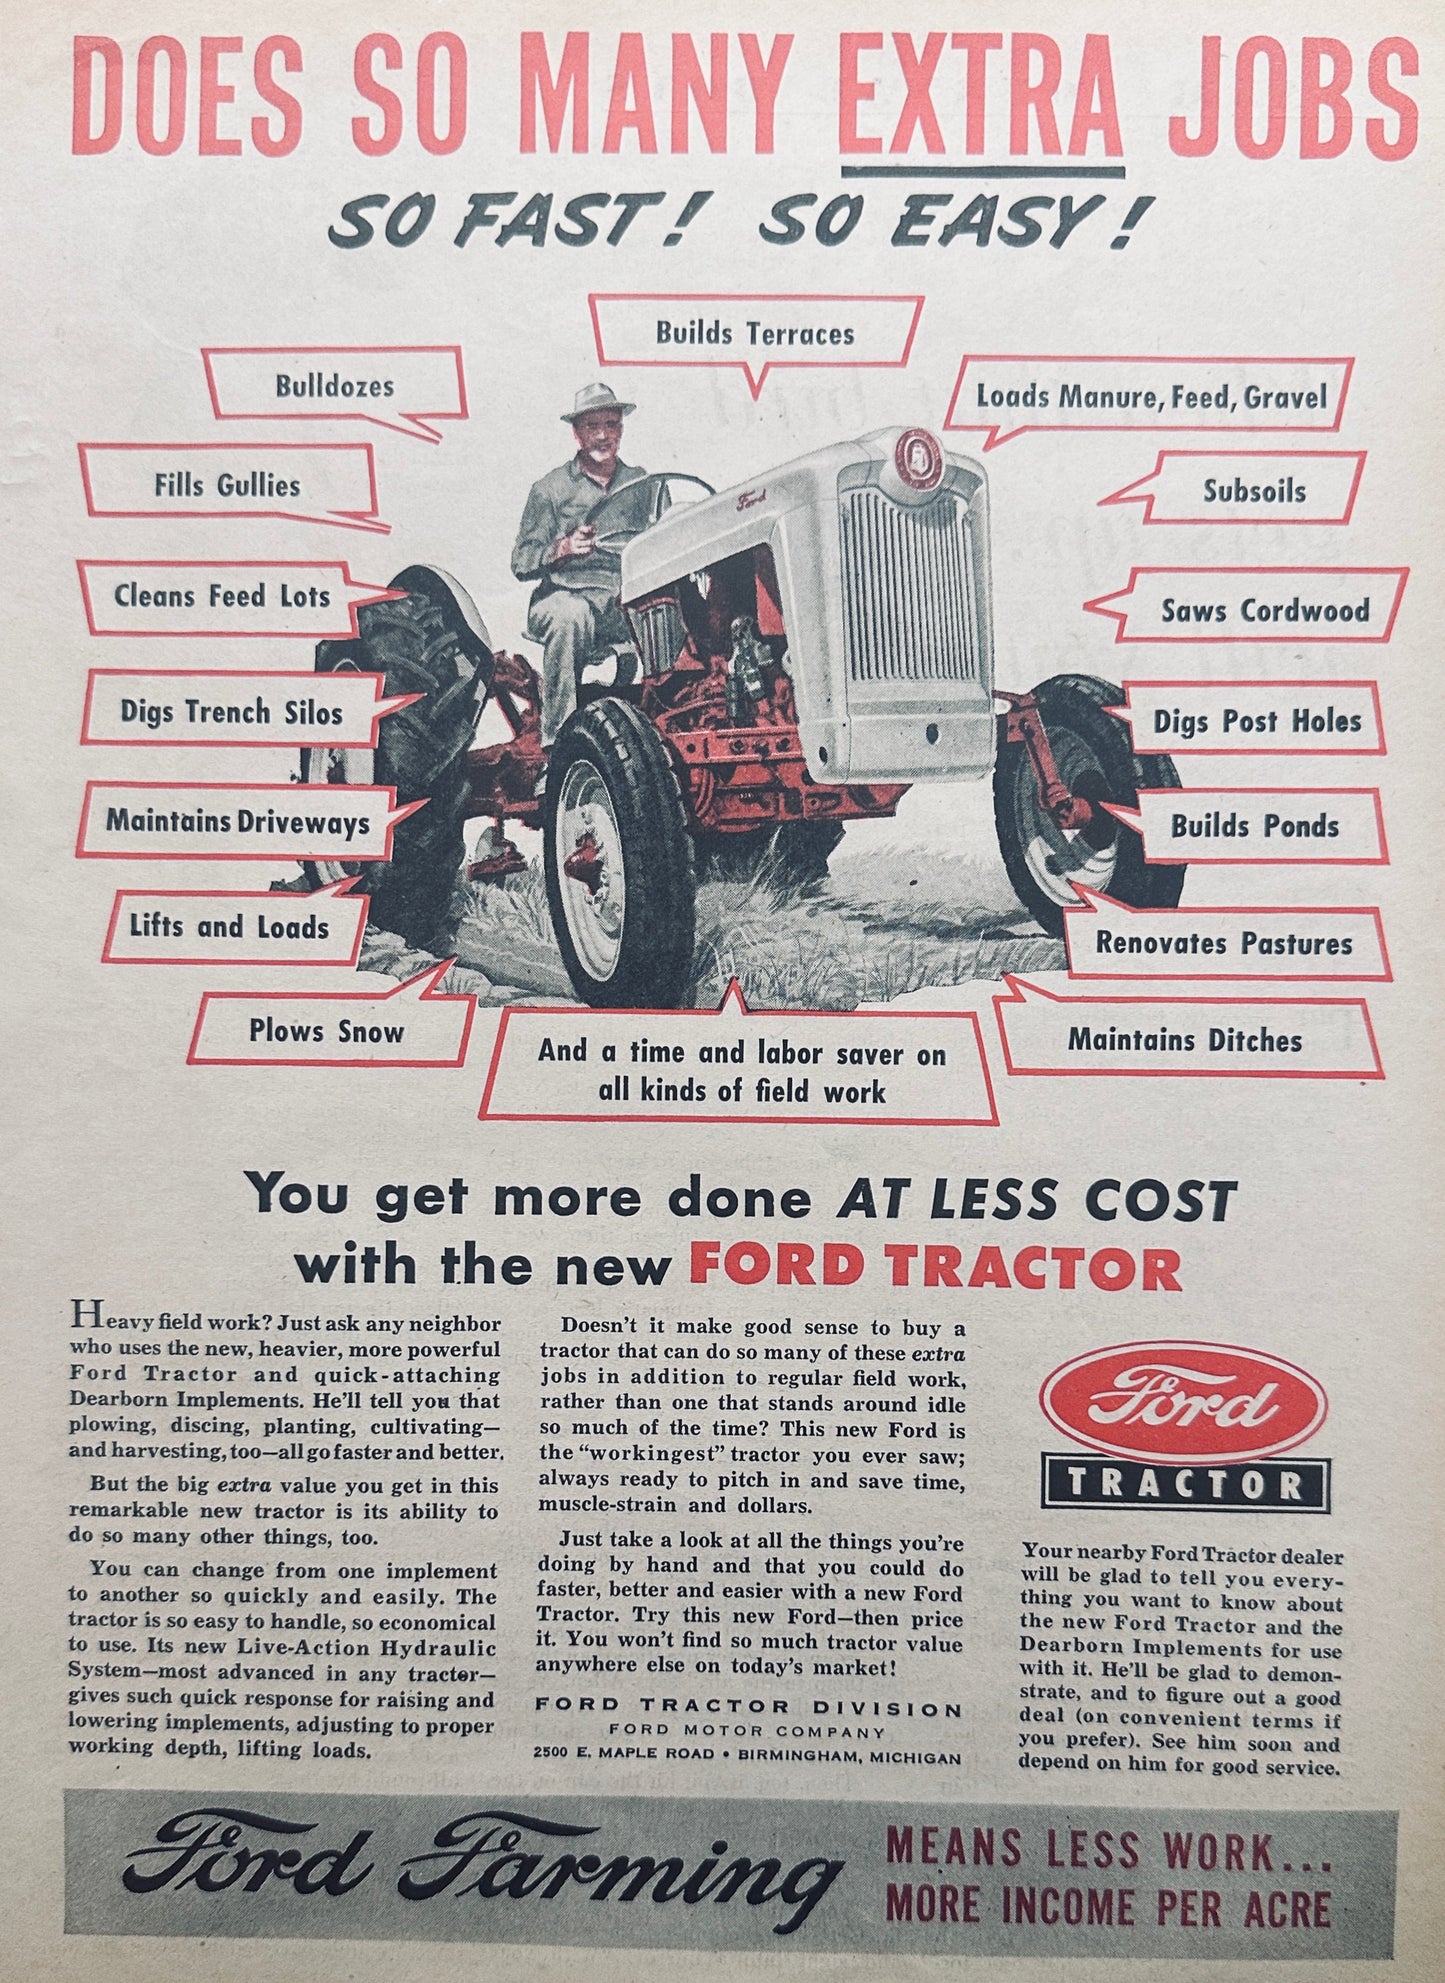 DOES SO MANY EXTRA JOBS
SO FAST! SO EASY!
Builds Terraces
Bulldozes
Loads Manure, Feed, Gravel
Fills Gullies
Subsoils
Cleans Feed Lots
Saws Cordwood
Digs Trench Silos
Digs Post Holes
Maintains Driveways
Builds Ponds
Lifts and Loads
Renovates Pastures
Plows Snow
Maintains Ditches
And a time and labor saver on
all kinds of field work
Ford
You get more done AT LESS COST
with the new FORD TRACTOR
Heavy field work? Just ask any neighbor
who uses the new, heavier, more powerful
Ford Tractor and quick-attaching
Dearborn Implements. He'll tell you that
plowing, discing, planting, cultivating—
and harvesting, too—all go faster and better.
But the big extra value you get in this
remarkable new tractor is its ability to
do so many other things, too.
You can change from one implement
to another so quickly and easily. The
tractor is so easy to handle, so economical
to use. Its new Live-Action Hydraulic
System—most advanced in any tractor—
gives such quick response for raising and
lowering implements, adjusting to proper
working depth, lifting loads.
Doesn't it make good sense to buy a
tractor that can do so many of these extra
jobs in addition to regular field work,
rather than one that stands around idle
so much of the time? This new Ford is
the "workingest" tractor you ever saw;
always ready to pitch in and save time,
muscle-strain and dollars.
Just take a look at all the things you're
doing by hand and that you could do
faster, better and easier with a new Ford
Tractor. Try this new Ford—then price
it. You won't find so much tractor value
anywhere else on today's market!
FORD TRACTOR DIVISION
FORD MOTOR COMPANY
2500 E. MAPLE ROAD • BIRMINGHAM, MICHIGAN
Ford
TRACTOR
Your nearby Ford Tractor dealer
will be glad to tell you every-
thing you want to know about
the new Ford Tractor and the
Dearborn Implements for use
with it. He'll be glad to demon-
strate, and to figure out a good
deal (on convenient terms if
you prefer). See him soon and
depend on him for good service.
Ford Farming
MEANS LESS WORK...
MORE INCOME PER ACRE